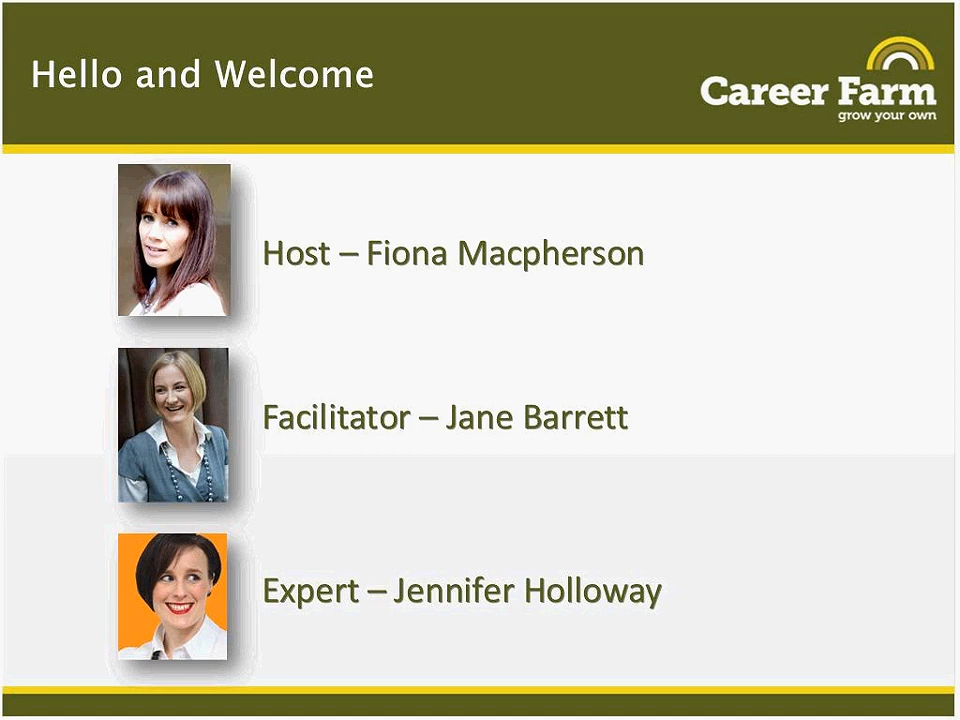 Hello and Welcome
Career Farm
grow your own
Host – Fiona Macpherson
Facilitator – Jane Barrett
Expert – Jennifer Holloway